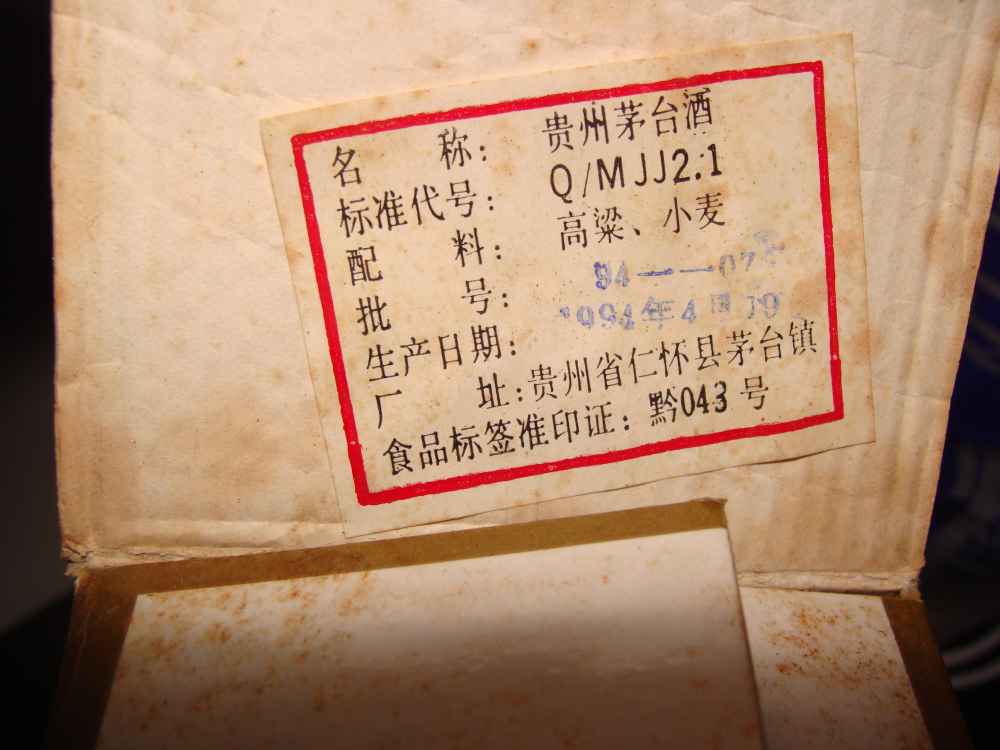 名 称: 贵州茅台酒
标准代号: Q/MJJ2.1
配 料: 高粱、小麦
批 号: 94——07
生产日期: 1994年4月19
厂 址: 贵州省仁怀县茅台镇
食品标签准印证: 黔043号